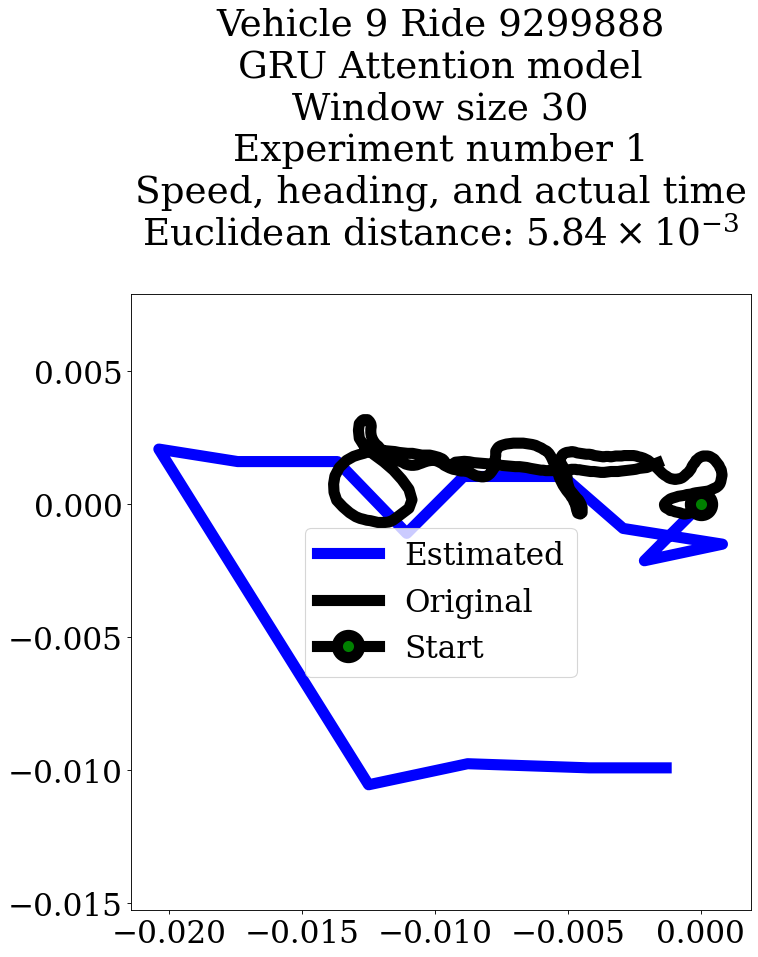 Vehicle 9 Ride 9299888
GRU Attention model
Window size 30
Experiment number 1
Speed, heading, and actual time
Euclidean distance: 5.84 × 10⁻³
0.005
0.000
−0.005
−0.010
−0.015
Estimated
Original
Start
−0.020 −0.015 −0.010 −0.005 0.000